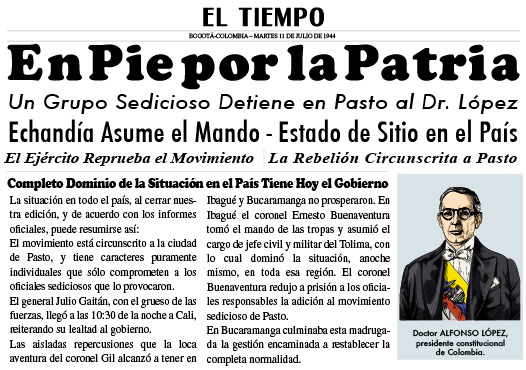 EL TIEMPO
BOGOTÁ-COLOMBIA – MARTES 11 DE JULIO DE 1944
En Pie por la Patria
Un Grupo Sedicioso Detiene en Pasto al Dr. López
Echandía Asume el Mando - Estado de Sitio en el País
El Ejército Reprueba el Movimiento
La Rebelión Circunscrita a Pasto
Completo Dominio de la Situación en el País Tiene Hoy el Gobierno
La situación en todo el país, al cerrar nues-
tra edición, y de acuerdo con los informes
oficiales, puede resumirse así:
El movimiento está circunscrito a la ciudad
de Pasto, y tiene caracteres puramente
individuales que sólo comprometen a los
oficiales sediciosos que lo provocaron.
El general Julio Gaitán, con el grueso de las
fuerzas, llegó a las 10:30 de la noche a Cali,
reiterando su lealtad al gobierno.
Las aisladas repercusiones que la loca
aventura del coronel Gil alcanzó a tener en
Ibagué y Bucaramanga no prosperaron. En
Ibagué el coronel Ernesto Buenaventura
tomó el mando de las tropas y asumió el
cargo de jefe civil y militar del Tolima, con
lo cual dominó la situación, anoche
mismo, en toda esa región. El coronel
Buenaventura redujo a prisión a los oficia-
les responsables la adición al movimiento
sedicioso de Pasto.
En Bucaramanga culminaba esta madruga-
da la gestión encaminada a restablecer la
completa normalidad.
Doctor ALFONSO LÓPEZ,
presidente constitucional
de Colombia.